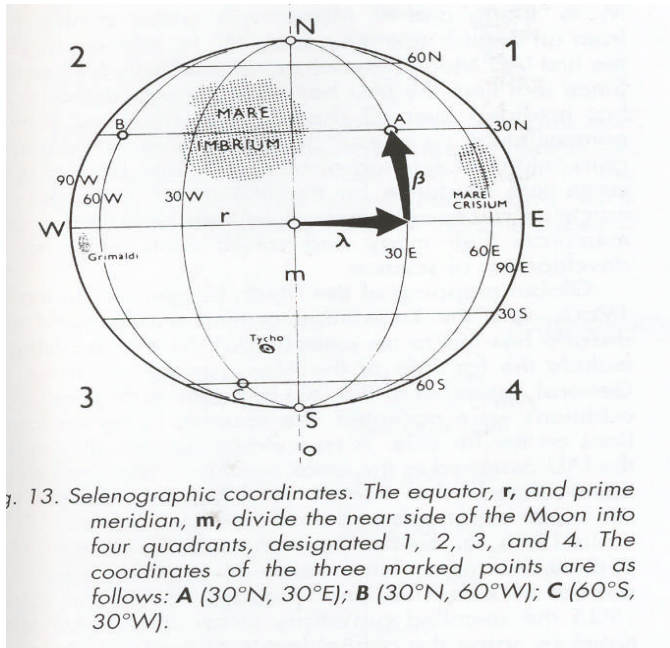 N
2
1
60N
B
A
30N
MARE
IMBRIUM
β
MARE
CRISIUM
90 W
60 W
30 W
W
r
E
λ
Grimaldi
30 E
60 E
90 E
m
30 S
Tycho
3
4
C
60 S
S
g. 13. Selenographic coordinates. The equator, r, and prime
meridian, m, divide the near side of the Moon into
four quadrants, designated 1, 2, 3, and 4. The
coordinates of the three marked points are as
follows: A (30°N, 30°E); B (30°N, 60°W); C (60°S,
30°W).